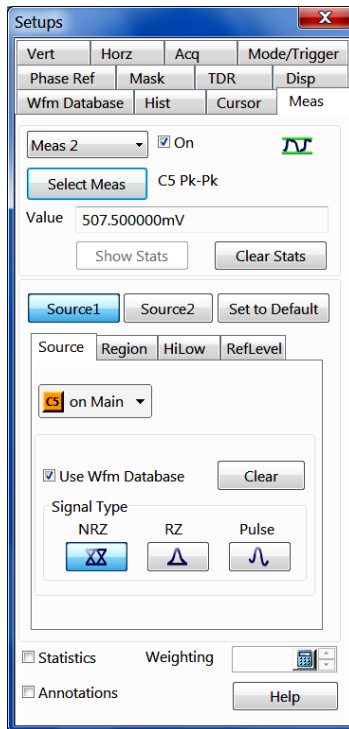 Setups
Vert Horz Acq Mode/Trigger
Phase Ref Mask TDR Disp
Wfm Database Hist Cursor Meas
Meas 2 On
Select Meas C5 Pk-Pk
Value 507.500000mV
Show Stats Clear Stats
Source1 Source2 Set to Default
Source Region HiLow RefLevel
C5 on Main
Use Wfm Database Clear
Signal Type
NRZ RZ Pulse
Statistics Weighting
Annotations Help